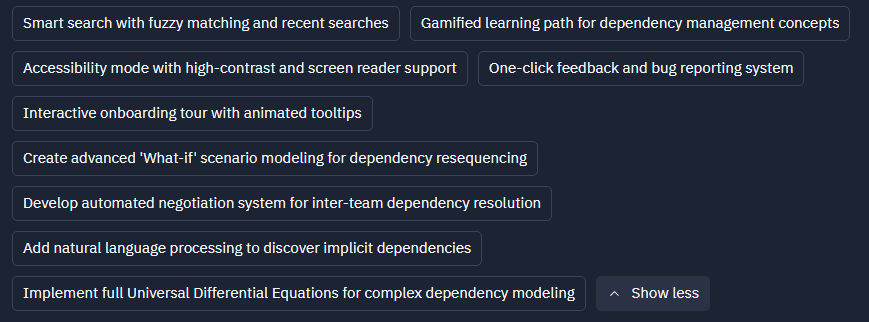 Smart search with fuzzy matching and recent searches
Gamified learning path for dependency management concepts
Accessibility mode with high-contrast and screen reader support
One-click feedback and bug reporting system
Interactive onboarding tour with animated tooltips
Create advanced 'What-if' scenario modeling for dependency resequencing
Develop automated negotiation system for inter-team dependency resolution
Add natural language processing to discover implicit dependencies
Implement full Universal Differential Equations for complex dependency modeling
Show less